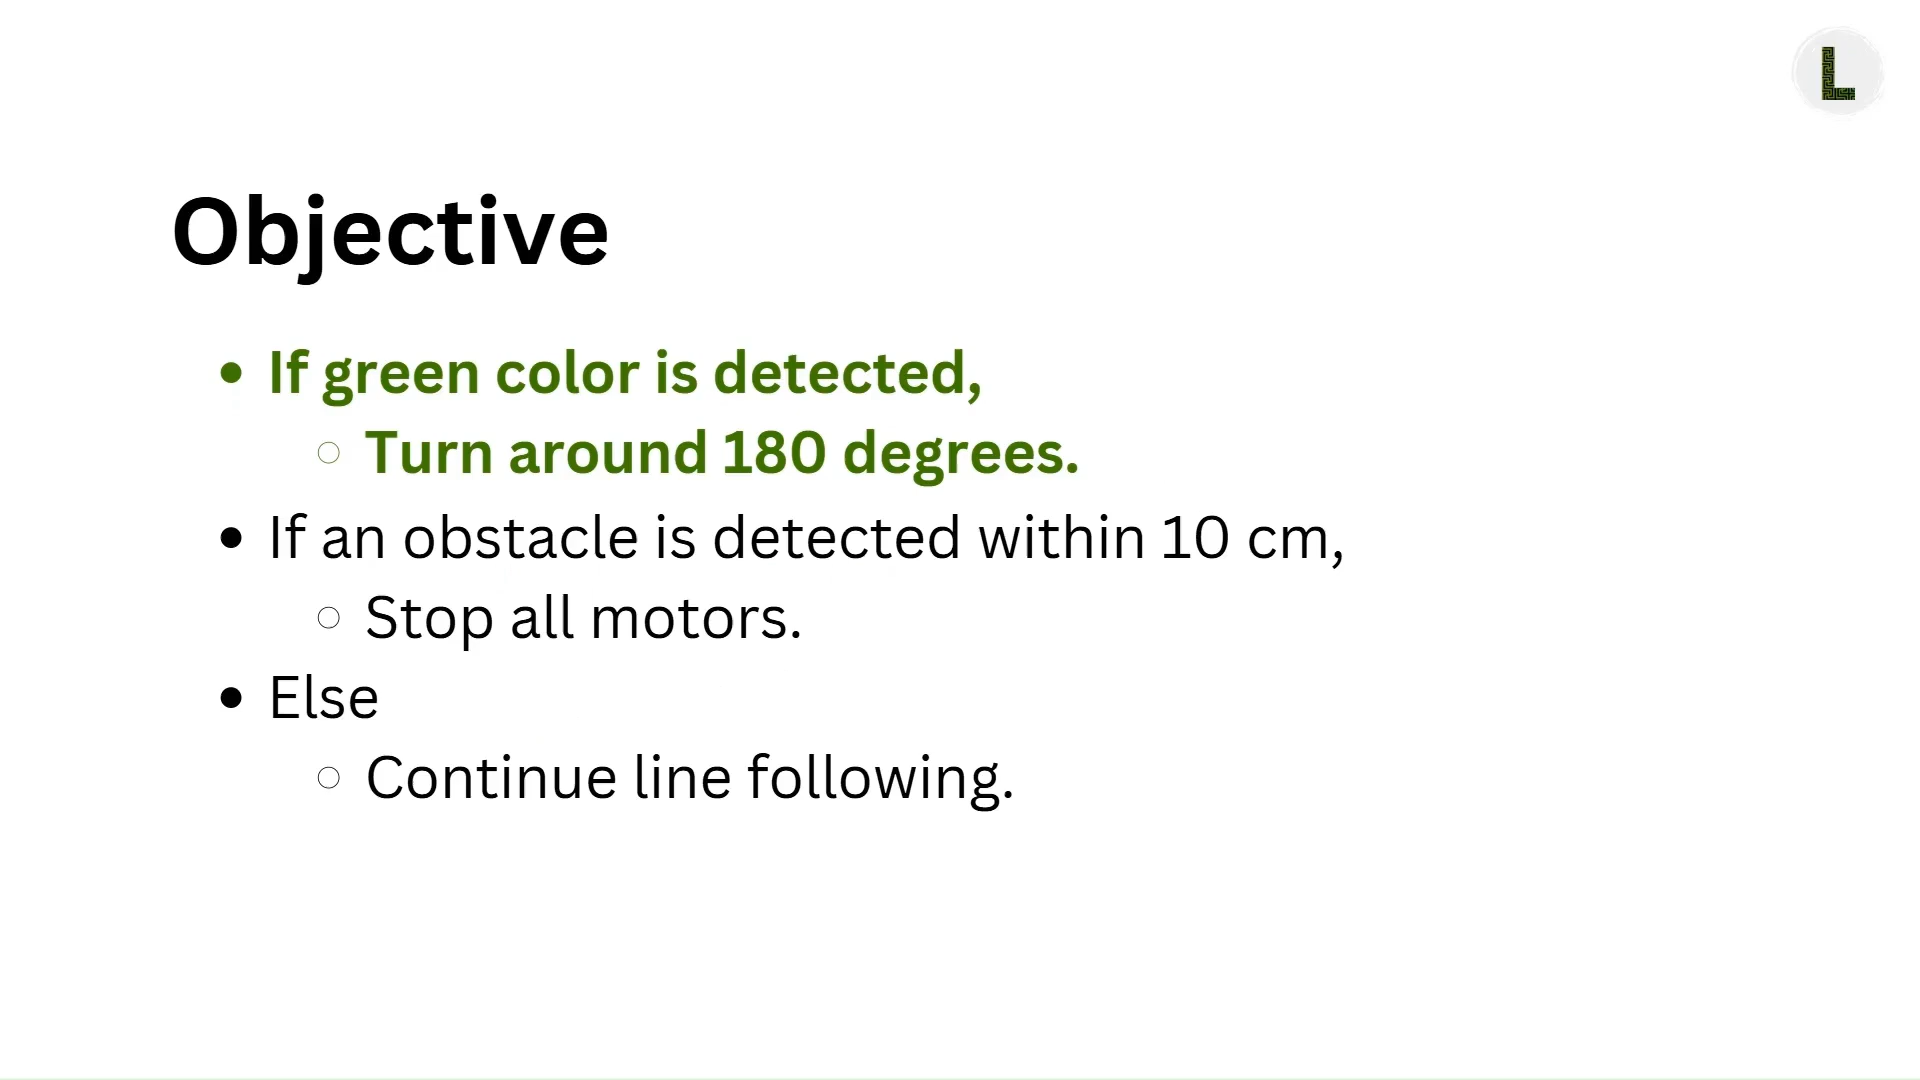 L
Objective
If green color is detected,
Turn around 180 degrees.
If an obstacle is detected within 10 cm,
Stop all motors.
Else
Continue line following.